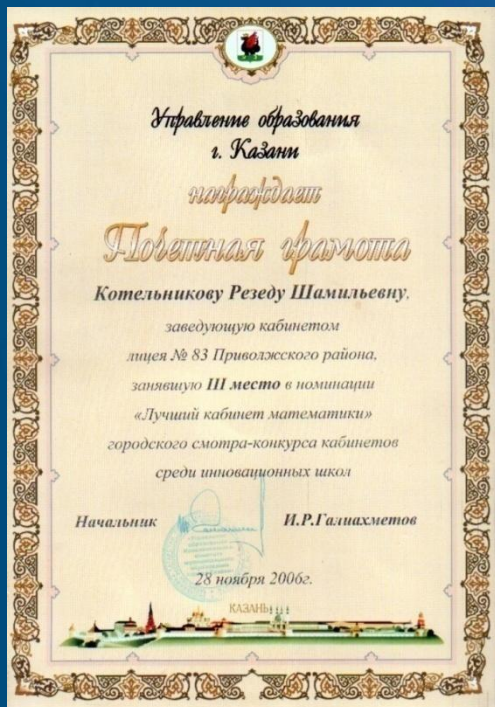 Управление образования
г. Казани
награждает
Почетная грамота
Котельникову Резеду Шамильевну,
заведующую кабинетом
лицея № 83 Приволжского района,
занявшую III место в номинации
«Лучший кабинет математики»
городского смотра-конкурса кабинетов
среди инновационных школ
Начальник И.Р.Галиахметов
28 ноября 2006г.
КАЗАНЬ